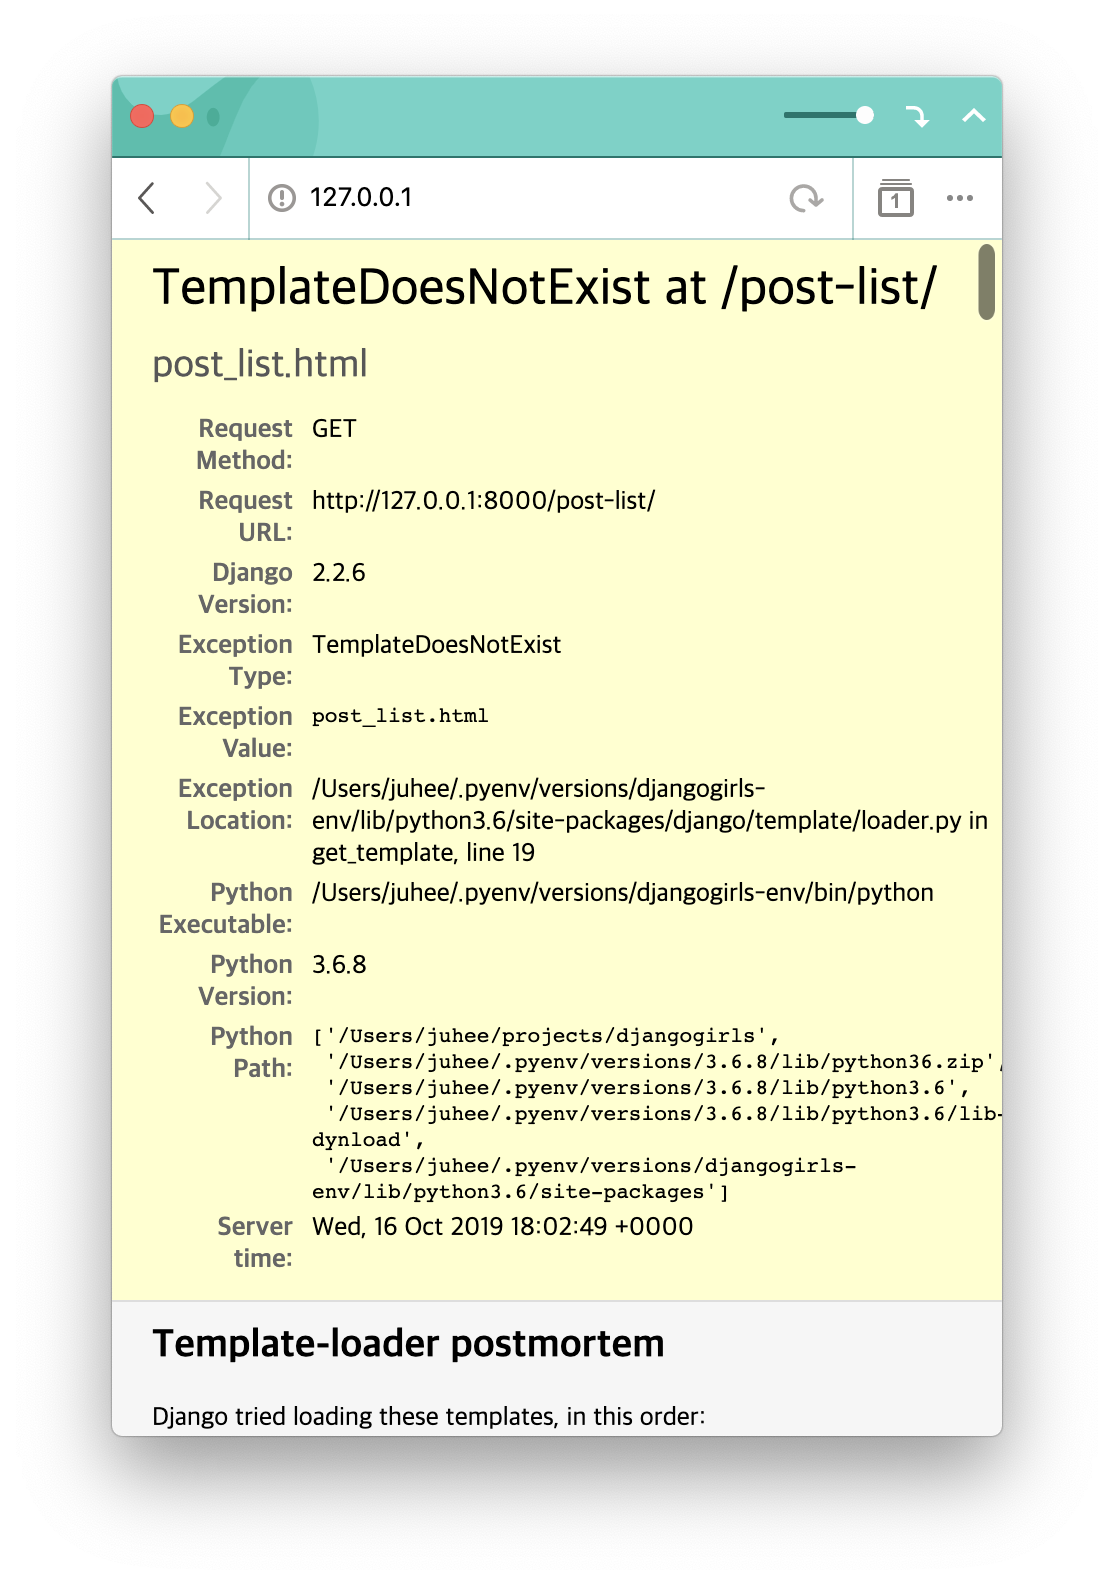 127.0.0.1
1
TemplateDoesNotExist at /post-list/
post_list.html
Request Method: GET
Request URL: http://127.0.0.1:8000/post-list/
Django Version: 2.2.6
Exception Type: TemplateDoesNotExist
Exception Value: post_list.html
Exception Location: /Users/juhee/.pyenv/versions/djangogirls-
env/lib/python3.6/site-packages/django/template/loader.py in
get_template, line 19
Python Executable: /Users/juhee/.pyenv/versions/djangogirls-env/bin/python
Python Version: 3.6.8
Python Path: ['/Users/juhee/projects/djangogirls',
'/Users/juhee/.pyenv/versions/3.6.8/lib/python36.zip',
'/Users/juhee/.pyenv/versions/3.6.8/lib/python3.6',
'/Users/juhee/.pyenv/versions/3.6.8/lib/python3.6/lib-
dynload',
'/Users/juhee/.pyenv/versions/djangogirls-
env/lib/python3.6/site-packages']
Server time: Wed, 16 Oct 2019 18:02:49 +0000
Template-loader postmortem
Django tried loading these templates, in this order: